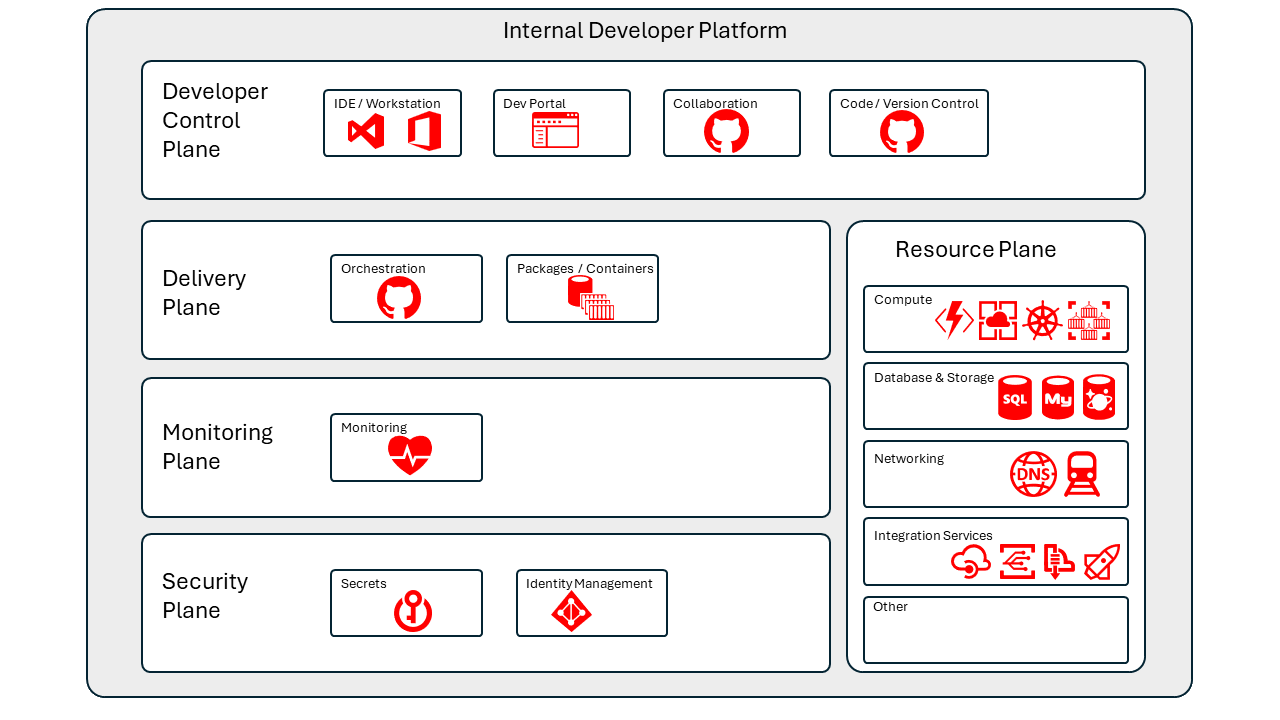 Internal Developer Platform
Developer
Control
Plane
IDE / Workstation
Dev Portal
Collaboration
Code / Version Control
Delivery
Plane
Orchestration
Packages / Containers
Monitoring
Plane
Monitoring
Security
Plane
Secrets
Identity Management
Resource Plane
Compute
Database & Storage
SQL
My
Networking
DNS
Integration Services
Other